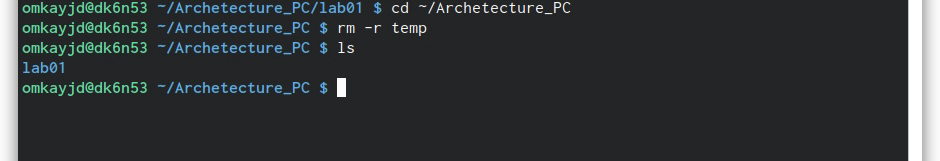 omkayjd@dk6n53 ~/Archetecture_PC/lab01 $ cd ~/Archetecture_PC
omkayjd@dk6n53 ~/Archetecture_PC $ rm -r temp
omkayjd@dk6n53 ~/Archetecture_PC $ ls
lab01
omkayjd@dk6n53 ~/Archetecture_PC $